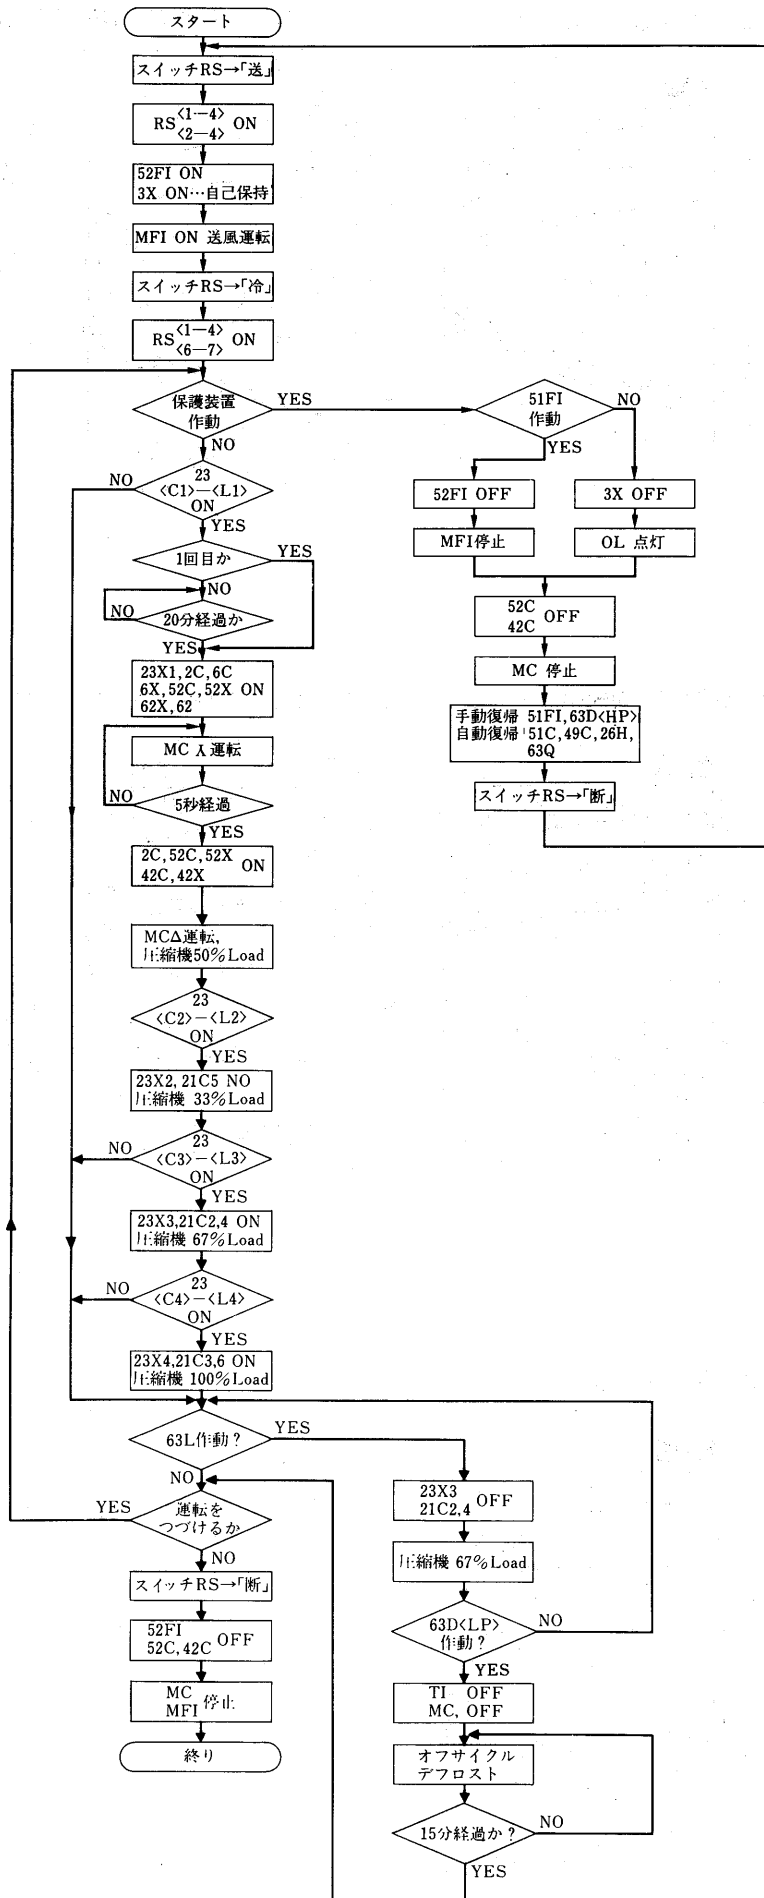 スタート
スイッチRS→「送」
RS<1-4>
<2-4> ON
52FI ON
3X ON…自己保持
MFI ON 送風運転
スイッチRS→「冷」
RS<1-4>
<6-7> ON
保護装置
作動
YES
NO
51FI
作動
NO
YES
52FI OFF
MFI停止
3X OFF
OL 点灯
52C
42C OFF
MC 停止
手動復帰 51FI,63D<HP>
自動復帰 51C,49C,26H,
63Q
スイッチRS→「断」
23
<C1>-<L1>
ON
NO
YES
1回目か
YES
NO
20分経過か
NO
YES
23X1,2C,6C
6X,52C,52X ON
62X,62
MC 人運転
5秒経過
NO
YES
2C,52C,52X
42C,42X ON
MCΔ運転,
圧縮機50%Load
23
<C2>-<L2>
ON
YES
23X2,21C5 NO
圧縮機 33%Load
23
<C3>-<L3>
ON
NO
YES
23X3,21C2,4 ON
圧縮機 67%Load
23
<C4>-<L4>
ON
NO
YES
23X4,21C3,6 ON
圧縮機 100%Load
63L作動?
YES
NO
運転を
つづけるか
YES
NO
スイッチRS→「断」
52FI
52C,42C OFF
MC
MFI 停止
終り
23X3
21C2,4 OFF
圧縮機 67%Load
63D<LP>
作動?
NO
YES
TI OFF
MC, OFF
オフサイクル
デフロスト
15分経過か?
NO
YES